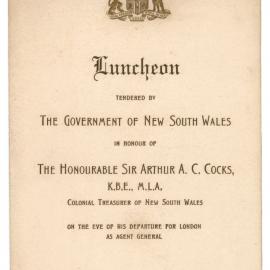 Luncheon
TENDERED BY
THE GOVERNMENT OF NEW SOUTH WALES
IN HONOUR OF
THE HONOURABLE SIR ARTHUR A. C. COCKS,
K.B.E., M.L.A.
COLONIAL TREASURER OF NEW SOUTH WALES
ON THE EVE OF HIS DEPARTURE FOR LONDON
AS AGENT GENERAL